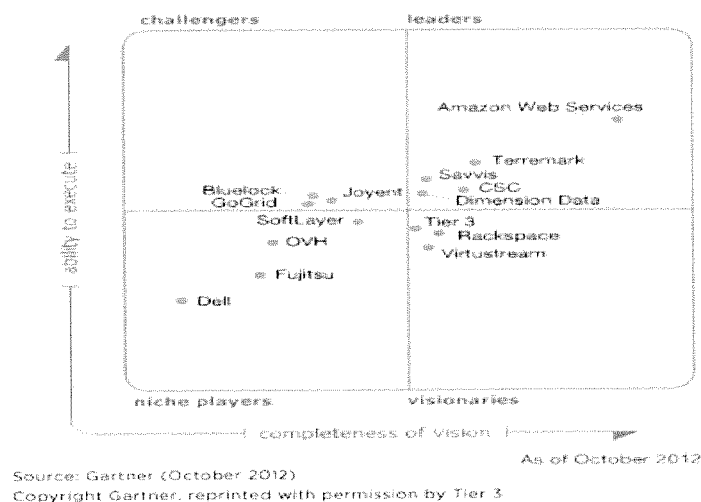 challengers
leaders
Amazon Web Services
Terremark
Savvis
CSC
Dimension Data
Bluelock
GoGrid
Joyent
SoftLayer
OVH
Fujitsu
Dell
Tier 3
Rackspace
Virtustream
ability to execute
niche players
visionaries
completeness of vision
As of October 2012
Source: Gartner (October 2012)
Copyright Gartner, reprinted with permission by Tier 3